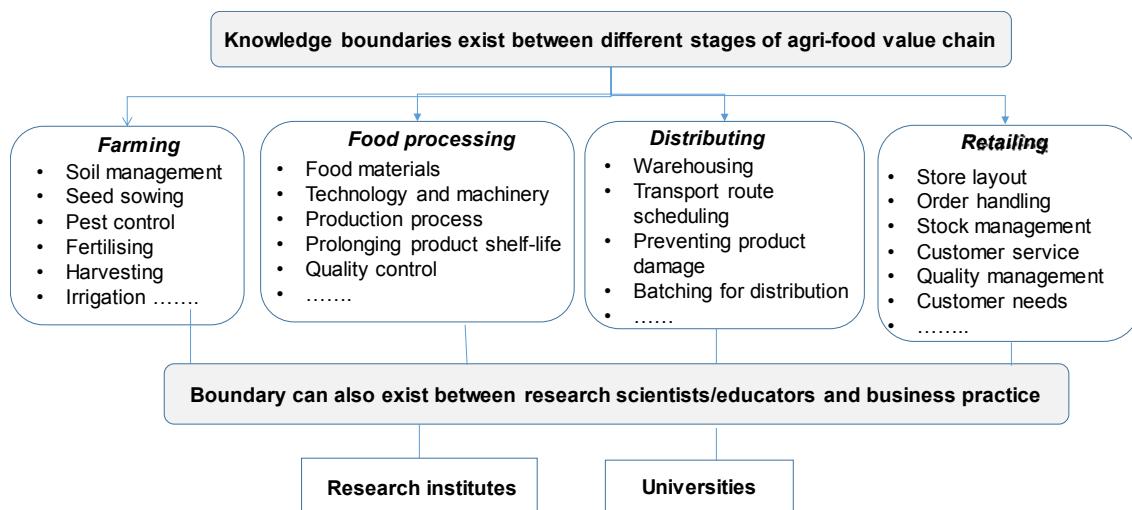 Knowledge boundaries exist between different stages of agri-food value chain
Farming
• Soil management
• Seed sowing
• Pest control
• Fertilising
• Harvesting
• Irrigation …….
Food processing
• Food materials
• Technology and machinery
• Production process
• Prolonging product shelf-life
• Quality control
• …….
Distributing
• Warehousing
• Transport route
scheduling
• Preventing product
damage
• Batching for distribution
• ……
Retailing
• Store layout
• Order handling
• Stock management
• Customer service
• Quality management
• Customer needs
• ……..
Boundary can also exist between research scientists/educators and business practice
Research institutes
Universities